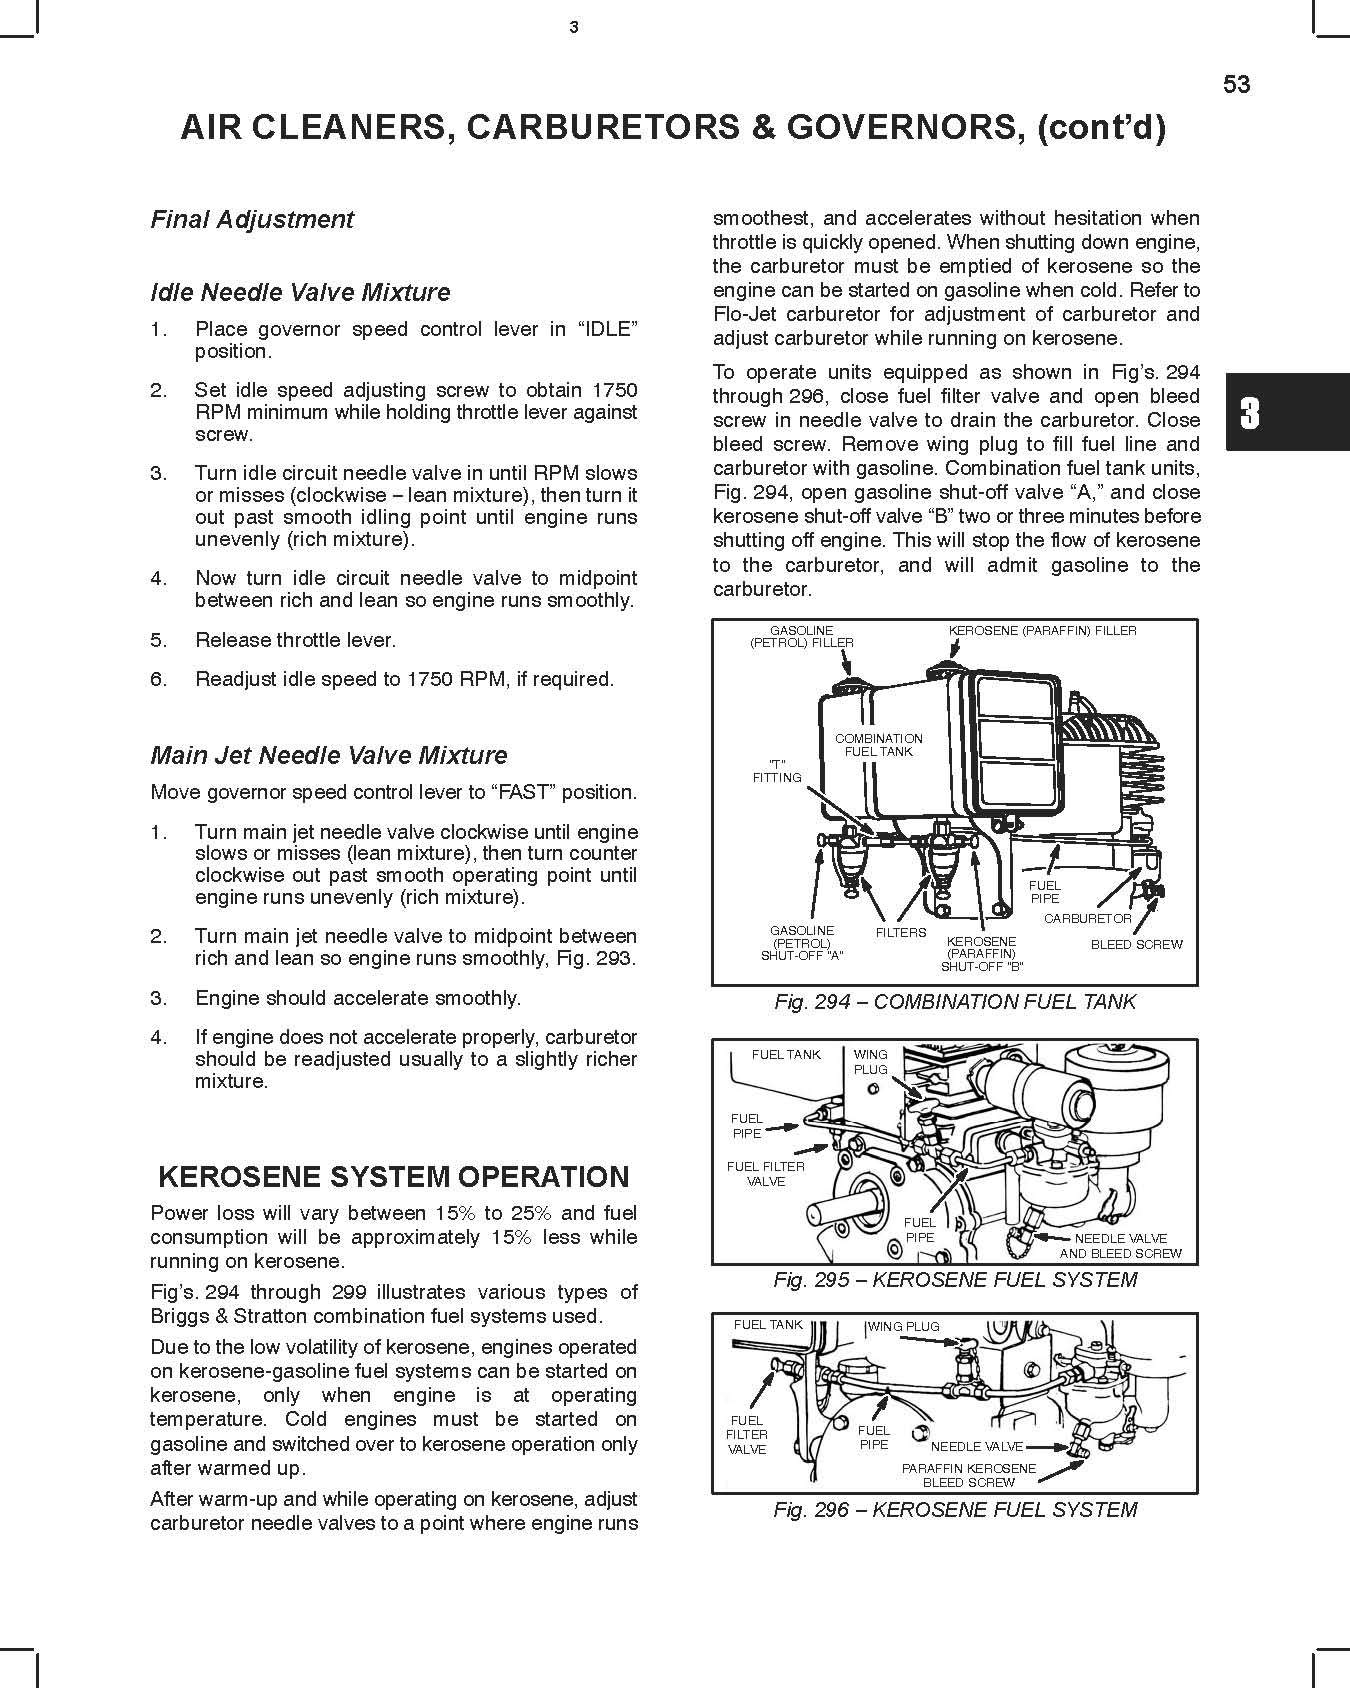 3
53
AIR CLEANERS, CARBURETORS & GOVERNORS, (cont’d)
Final Adjustment
Idle Needle Valve Mixture
1. Place governor speed control lever in “IDLE”
position.
2. Set idle speed adjusting screw to obtain 1750
RPM minimum while holding throttle lever against
screw.
3. Turn idle circuit needle valve in until RPM slows
or misses (clockwise – lean mixture), then turn it
out past smooth idling point until engine runs
unevenly (rich mixture).
4. Now turn idle circuit needle valve to midpoint
between rich and lean so engine runs smoothly.
5. Release throttle lever.
6. Readjust idle speed to 1750 RPM, if required.
Main Jet Needle Valve Mixture
Move governor speed control lever to “FAST” position.
1. Turn main jet needle valve clockwise until engine
slows or misses (lean mixture), then turn counter
clockwise out past smooth operating point until
engine runs unevenly (rich mixture).
2. Turn main jet needle valve to midpoint between
rich and lean so engine runs smoothly, Fig. 293.
3. Engine should accelerate smoothly.
4. If engine does not accelerate properly, carburetor
should be readjusted usually to a slightly richer
mixture.
KEROSENE SYSTEM OPERATION
Power loss will vary between 15% to 25% and fuel
consumption will be approximately 15% less while
running on kerosene.
Fig’s. 294 through 299 illustrates various types of
Briggs & Stratton combination fuel systems used.
Due to the low volatility of kerosene, engines operated
on kerosene-gasoline fuel systems can be started on
kerosene, only when engine is at operating
temperature. Cold engines must be started on
gasoline and switched over to kerosene operation only
after warmed up.
After warm-up and while operating on kerosene, adjust
carburetor needle valves to a point where engine runs
smoothest, and accelerates without hesitation when
throttle is quickly opened. When shutting down engine,
the carburetor must be emptied of kerosene so the
engine can be started on gasoline when cold. Refer to
Flo-Jet carburetor for adjustment of carburetor and
adjust carburetor while running on kerosene.
To operate units equipped as shown in Fig’s. 294
through 296, close fuel filter valve and open bleed
screw in needle valve to drain the carburetor. Close
bleed screw. Remove wing plug to fill fuel line and
carburetor with gasoline. Combination fuel tank units,
Fig. 294, open gasoline shut-off valve “A,” and close
kerosene shut-off valve “B” two or three minutes before
shutting off engine. This will stop the flow of kerosene
to the carburetor, and will admit gasoline to the
carburetor.
3
GASOLINE
(PETROL) FILLER
KEROSENE (PARAFFIN) FILLER
COMBINATION
FUEL TANK
"T"
FITTING
FUEL
PIPE
CARBURETOR
BLEED SCREW
GASOLINE
(PETROL)
SHUT-OFF "A"
FILTERS
KEROSENE
(PARAFFIN)
SHUT-OFF "B"
Fig. 294 – COMBINATION FUEL TANK
FUEL TANK
WING
PLUG
FUEL
PIPE
FUEL FILTER
VALVE
FUEL
PIPE
NEEDLE VALVE
AND BLEED SCREW
Fig. 295 – KEROSENE FUEL SYSTEM
FUEL TANK
WING PLUG
FUEL
FILTER
VALVE
FUEL
PIPE
NEEDLE VALVE
PARAFFIN KEROSENE
BLEED SCREW
Fig. 296 – KEROSENE FUEL SYSTEM